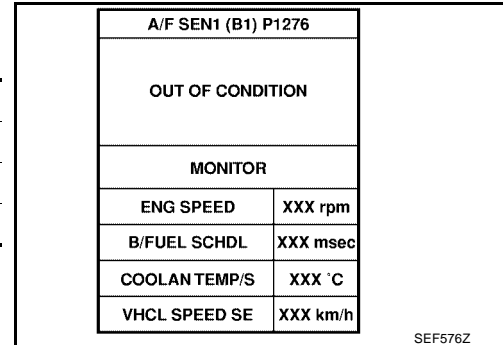 A/F SEN1 (B1) P1276
OUT OF CONDITION
MONITOR
ENG SPEED XXX rpm
B/FUEL SCHDL XXX msec
COOLAN TEMP/S XXX °C
VHCL SPEED SE XXX km/h
SEF576Z